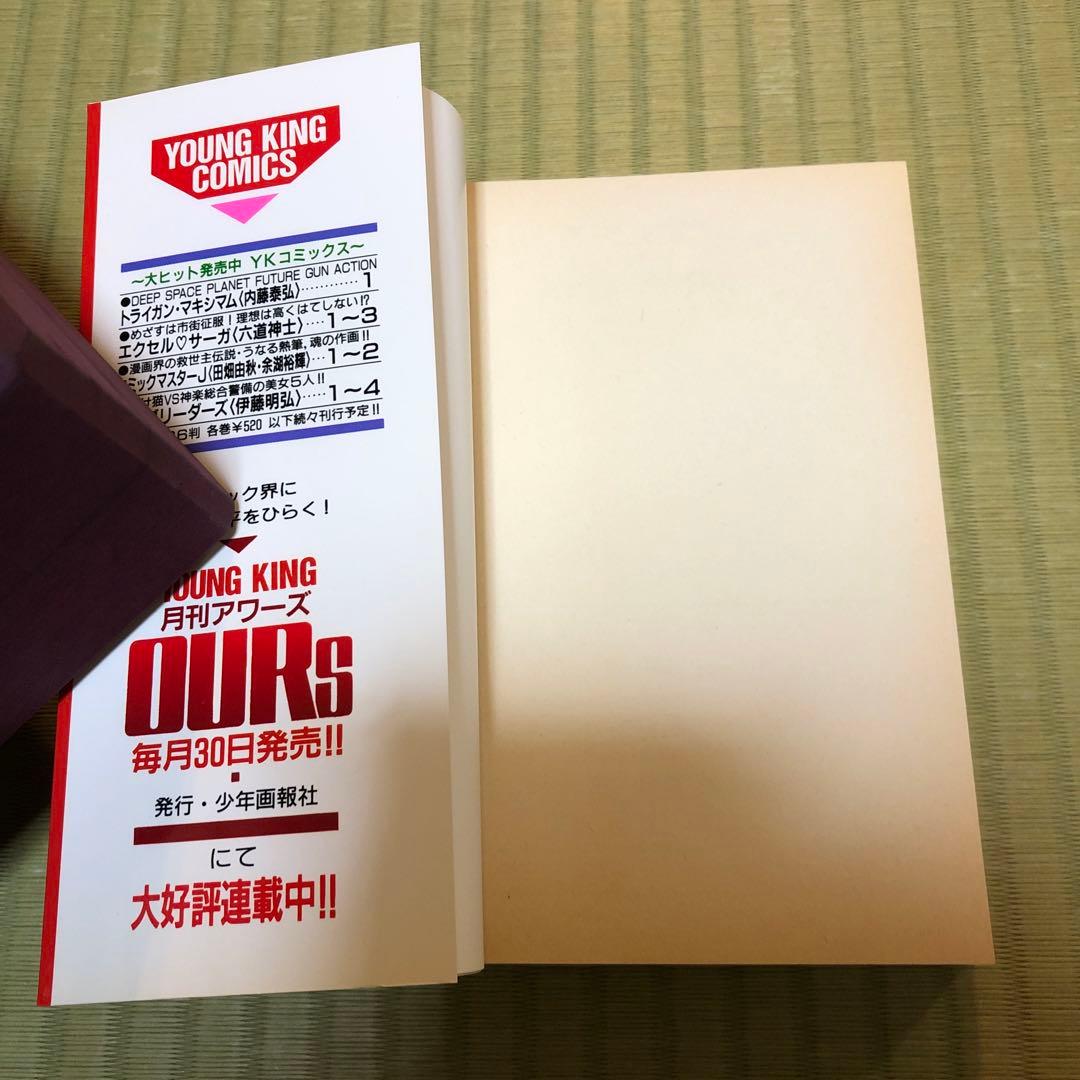 YOUNG KING
COMICS
〜大ヒット発売中 YKコミックス〜
●DEEP SPACE PLANET FUTURE GUN ACTION
トライガン・マキシマム〈内藤泰弘〉…………1
●めざすは市街征服！理想は高くはてしない!?
エクセル♡サーガ〈六道神士〉….1〜3
●漫画界の救世主伝説・うなる熱筆,魂の作画!!
ミックマスターJ〈田畑由秋・余湖裕輝〉…1〜2
猫VS神楽総合警備の美女5人!!
リーダーズ〈伊藤明弘〉…..1〜4
6判 各巻¥520 以下続々刊行予定!!
ック界に
をひらく！
YOUNG KING
月刊アワーズ
OURs
毎月30日発売!!
発行・少年画報社
にて
大好評連載中!!